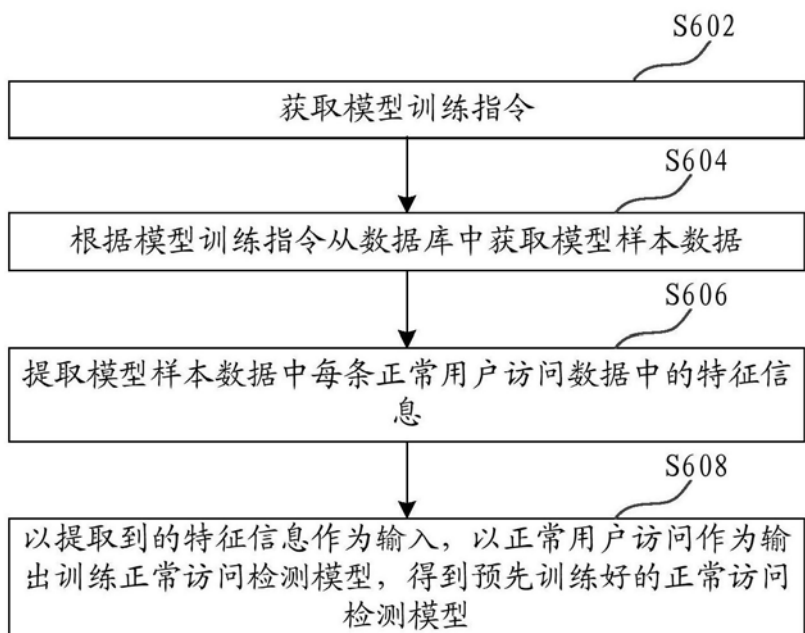 S602
获取模型训练指令
S604
根据模型训练指令从数据库中获取模型样本数据
S606
提取模型样本数据中每条正常用户访问数据中的特征信
息
S608
以提取到的特征信息作为输入，以正常用户访问作为输
出训练正常访问检测模型，得到预先训练好的正常访问
检测模型